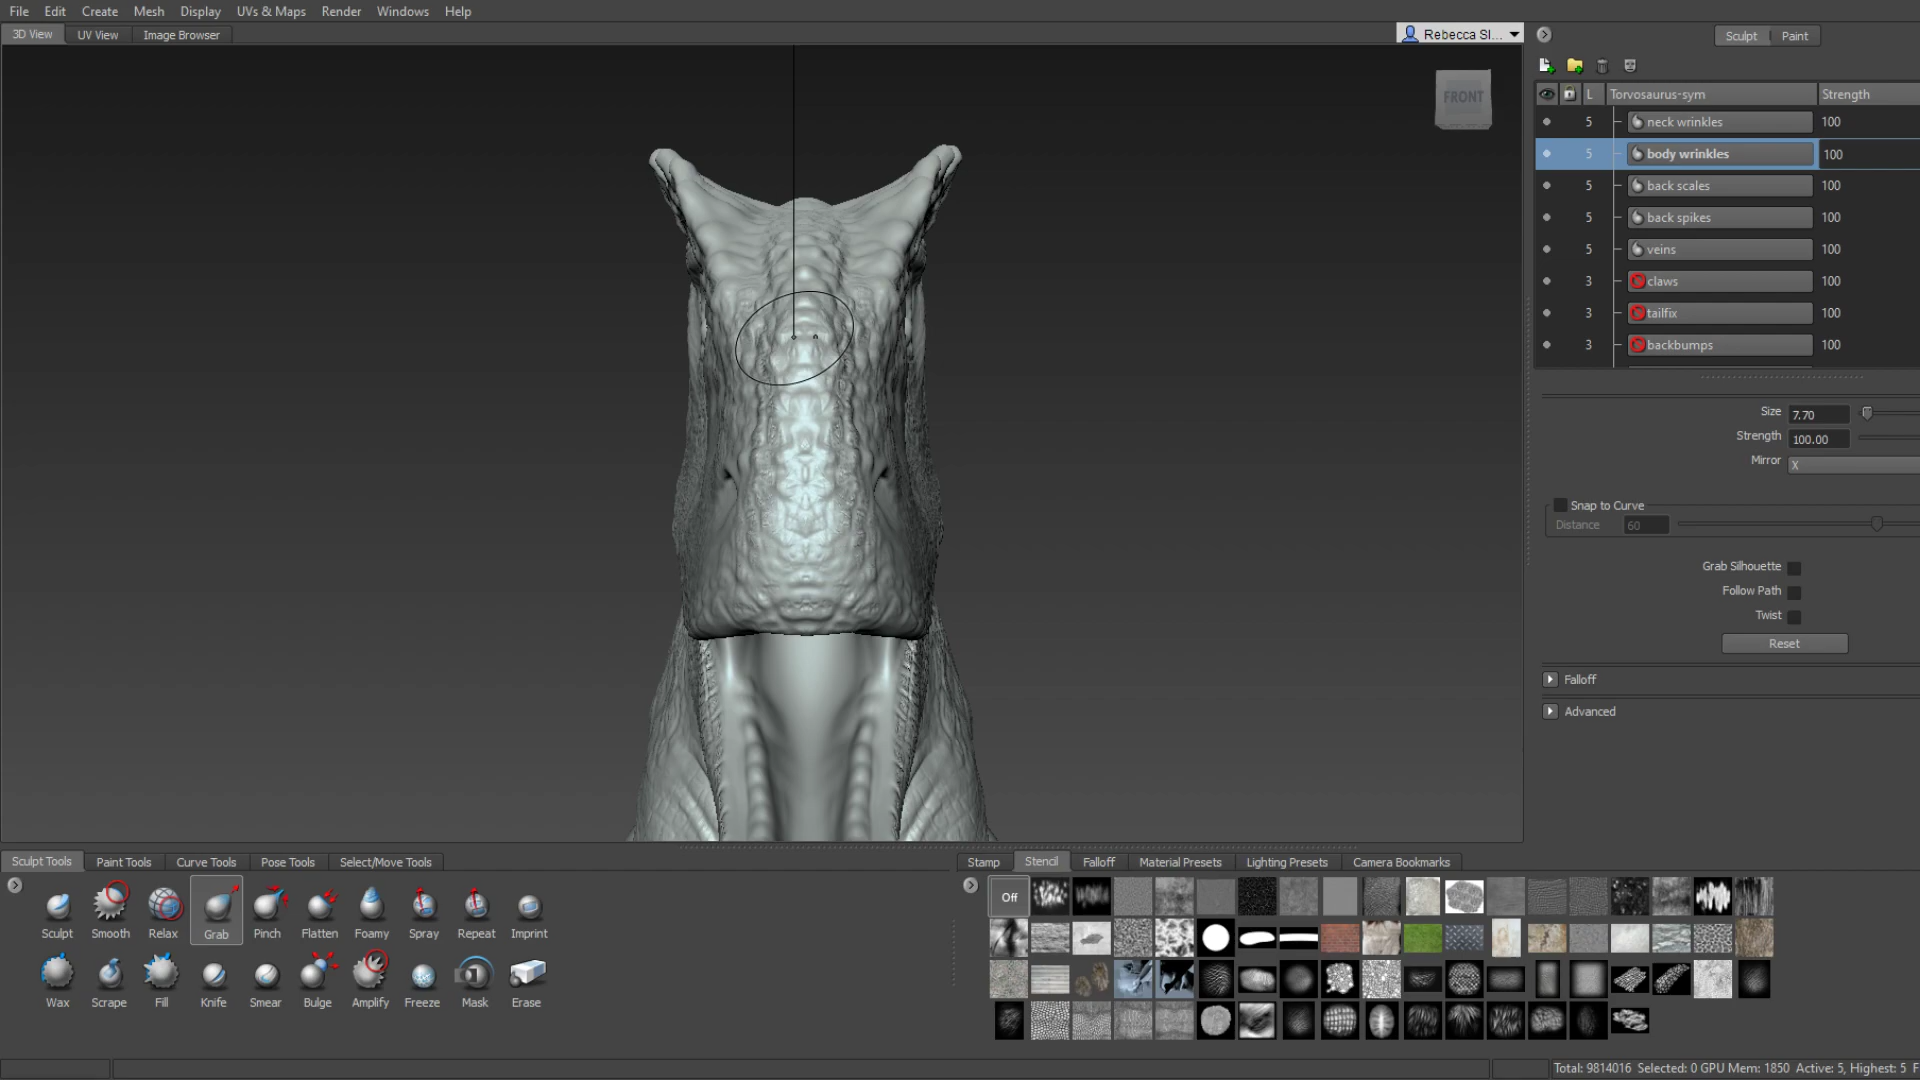 File Edit Create Mesh Display UVs & Maps Render Windows Help
3D View UV View Image Browser
Rebecca Sl...
Sculpt Paint
FRONT
L Torvosaurus-sym Strength
5 neck wrinkles 100
5 body wrinkles 100
5 back scales 100
5 back spikes 100
5 veins 100
3 claws 100
3 tailfix 100
3 backbumps 100
Size 7.70
Strength 100.00
Mirror X
Snap to Curve
Distance 60
Grab Silhouette
Follow Path
Twist
Reset
Falloff
Advanced
Sculpt Tools Paint Tools Curve Tools Pose Tools Select/Move Tools
Sculpt Smooth Relax Grab Pinch Flatten Foamy Spray Repeat Imprint
Wax Scrape Fill Knife Smear Bulge Amplify Freeze Mask Erase
Stamp Stencil Falloff Material Presets Lighting Presets Camera Bookmarks
Off
Total: 9814016 Selected: 0 GPU Mem: 1850 Active: 5, Highest: 5 F